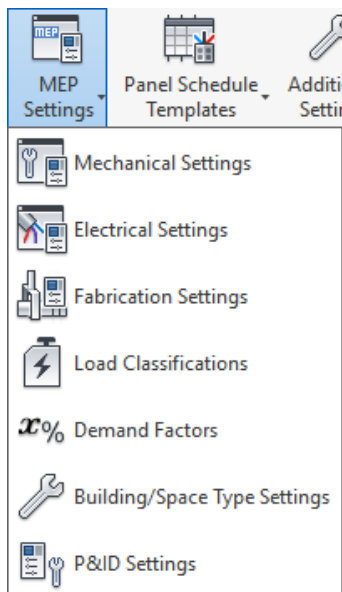 MEP
MEP
Settings
Panel Schedule
Templates
Mechanical Settings
Electrical Settings
Fabrication Settings
Load Classifications
x% Demand Factors
Building/Space Type Settings
P&ID Settings